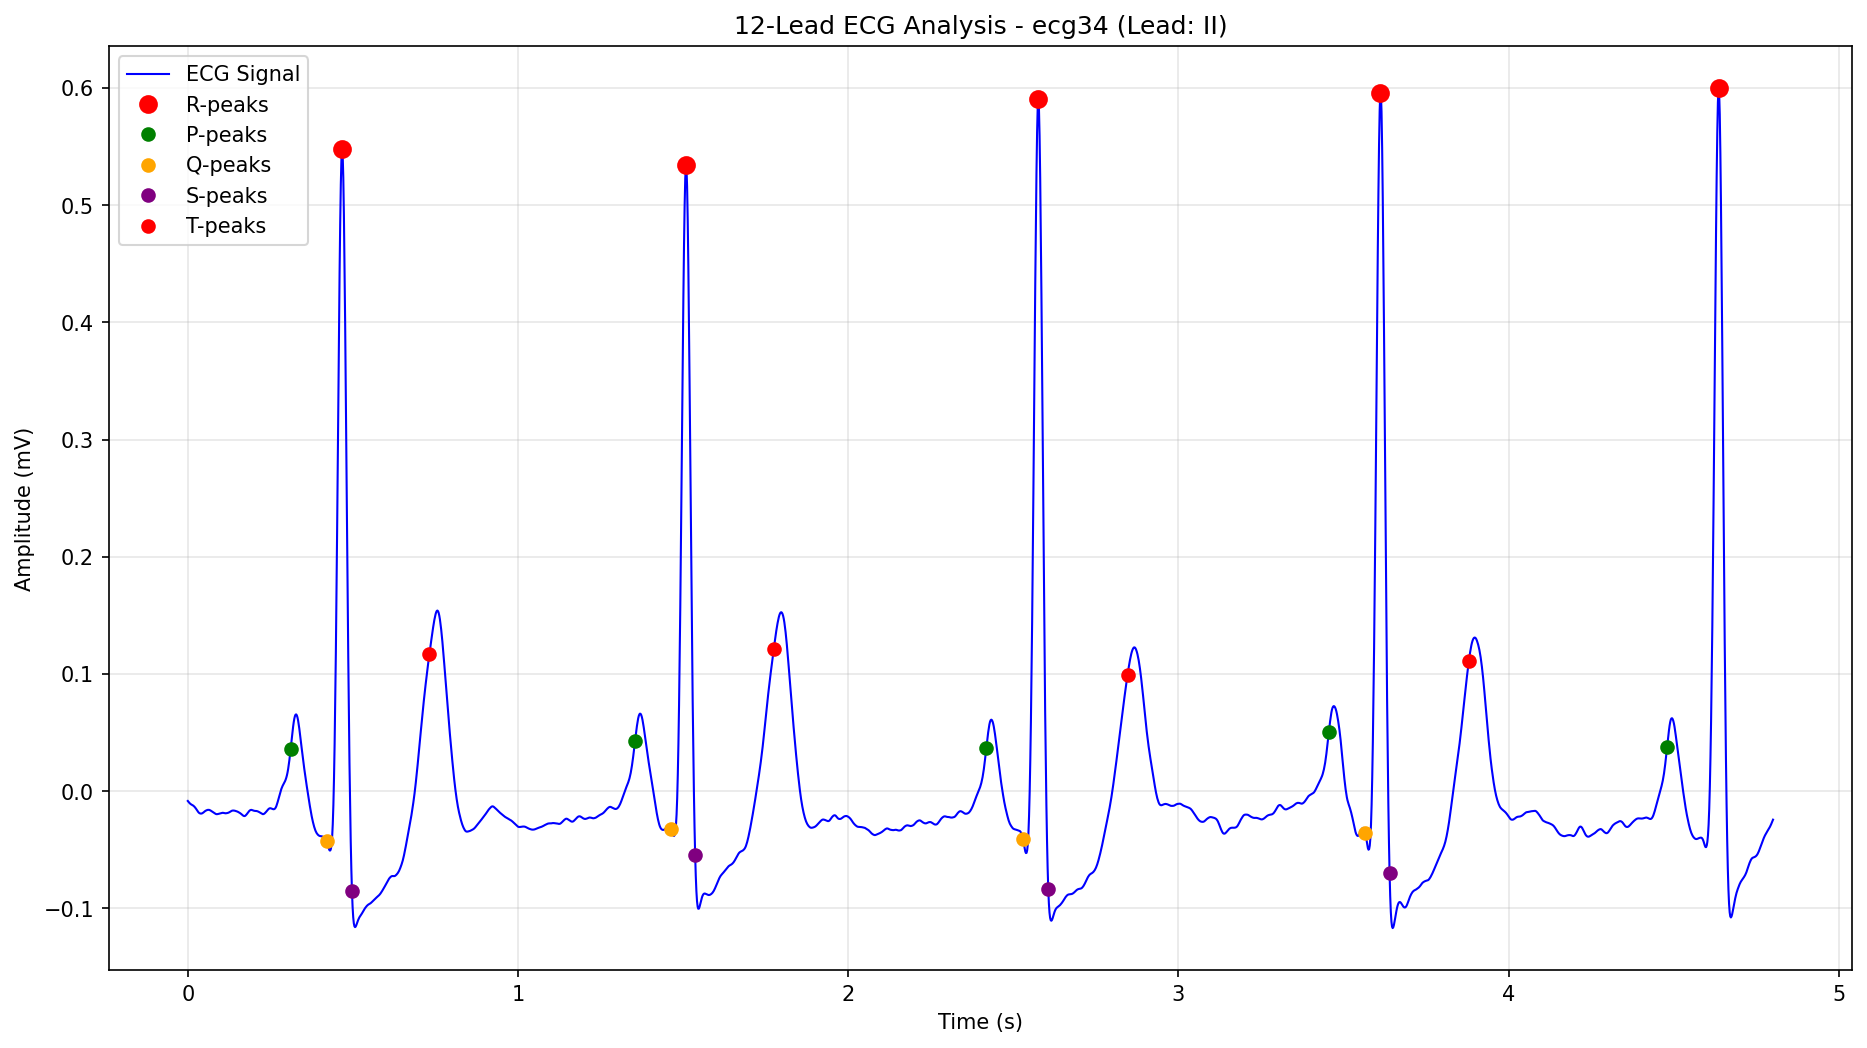 12-Lead ECG Analysis - ecg34 (Lead: II)
ECG Signal
R-peaks
P-peaks
Q-peaks
S-peaks
T-peaks
Amplitude (mV)
0.6
0.5
0.4
0.3
0.2
0.1
0.0
−0.1
0 1 2 3 4 5
Time (s)